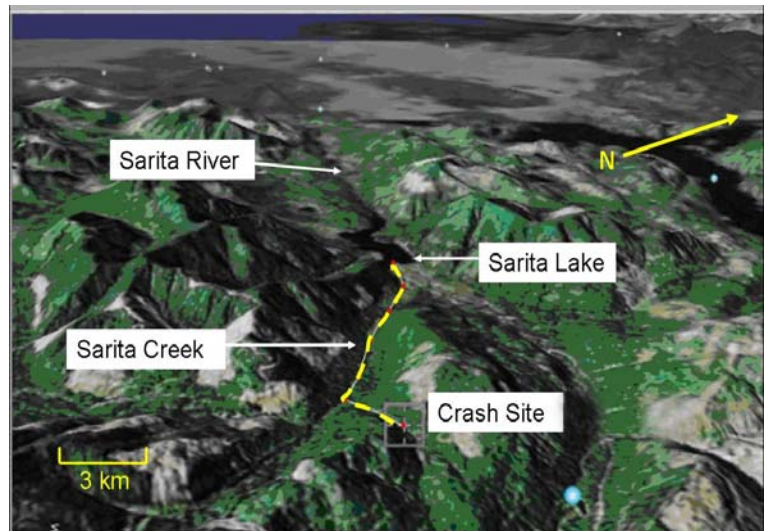 Sarita River
N
Sarita Lake
Sarita Creek
Crash Site
3 km